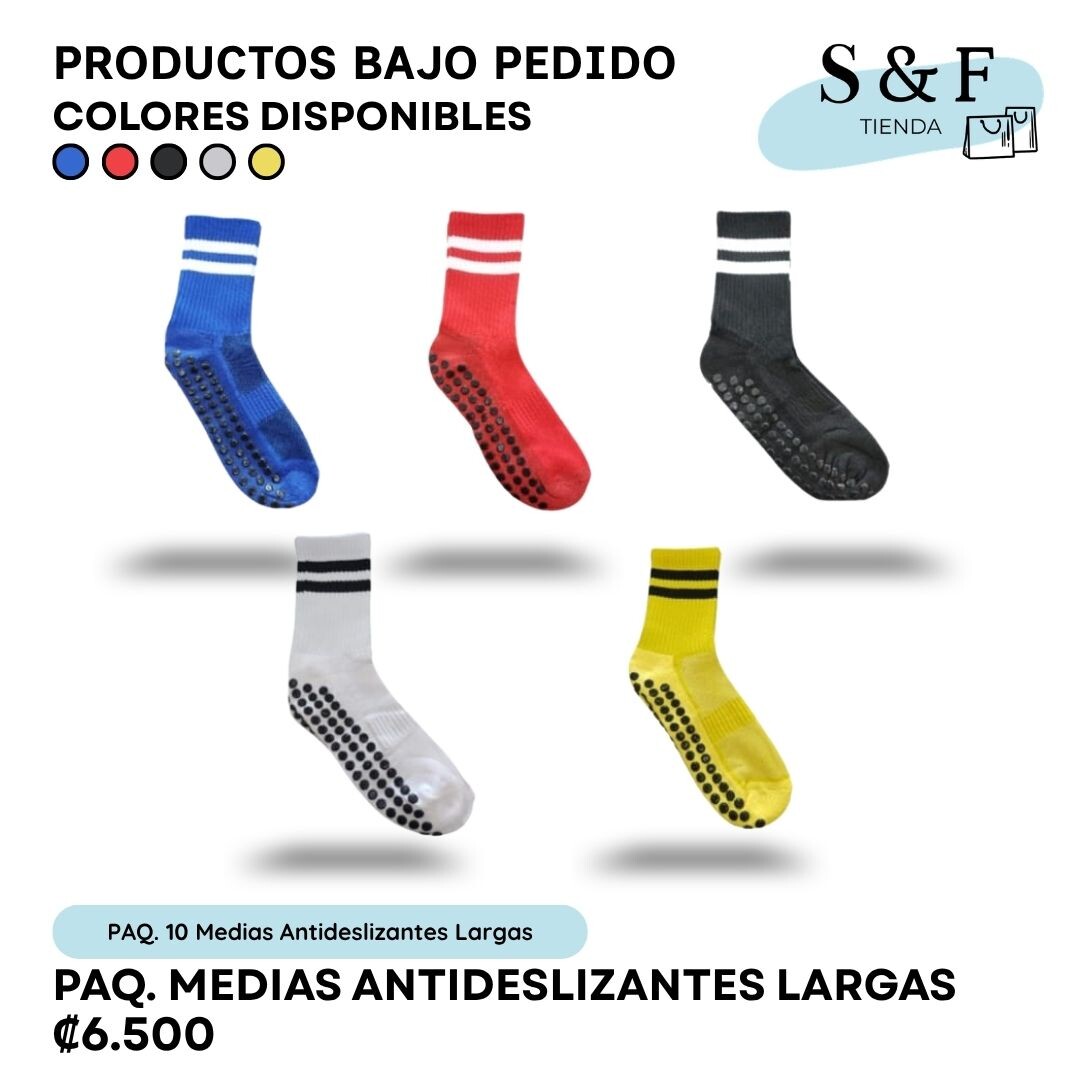 PRODUCTOS BAJO PEDIDO
COLORES DISPONIBLES
S & F
TIENDA
PAQ. 10 Medias Antideslizantes Largas
PAQ. MEDIAS ANTIDESLIZANTES LARGAS
₡6.500